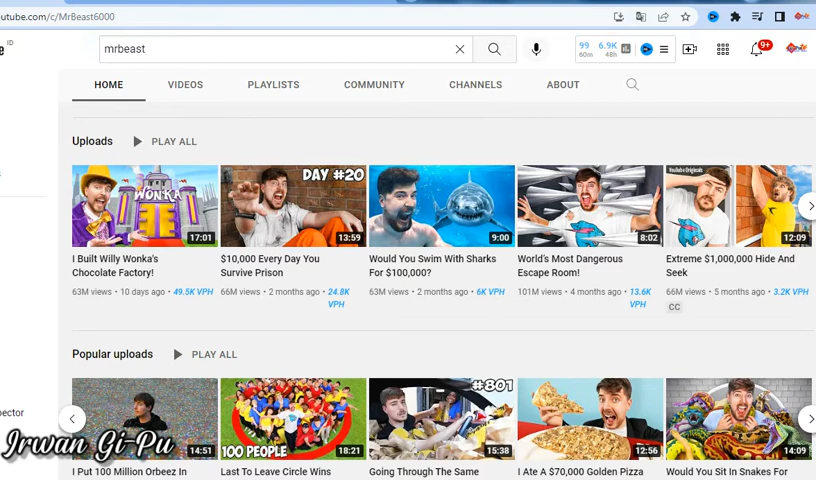 outube.com/c/MrBeast6000
ID
mrbeast
99 6.9K
60m 48h
9+
HOME VIDEOS PLAYLISTS COMMUNITY CHANNELS ABOUT
Uploads PLAY ALL
WONKA
17:01
DAY #20
13:59
9:00
8:02
YouTube Originals
12:09
I Built Willy Wonka's
Chocolate Factory!
63M views • 10 days ago • 49.5K VPH
$10,000 Every Day You
Survive Prison
66M views • 2 months ago • 24.8K
VPH
Would You Swim With Sharks
For $100,000?
63M views • 2 months ago • 6K VPH
World's Most Dangerous
Escape Room!
101M views • 4 months ago • 13.6K
VPH
Extreme $1,000,000 Hide And
Seek
66M views • 5 months ago • 3.2K VPH
CC
Popular uploads PLAY ALL
14:51
100 PEOPLE
18:21
#801
15:38
12:56
14:09
ector
Jrwan Gi-Pu
I Put 100 Million Orbeez In
Last To Leave Circle Wins
Going Through The Same
I Ate A $70,000 Golden Pizza
Would You Sit In Snakes For